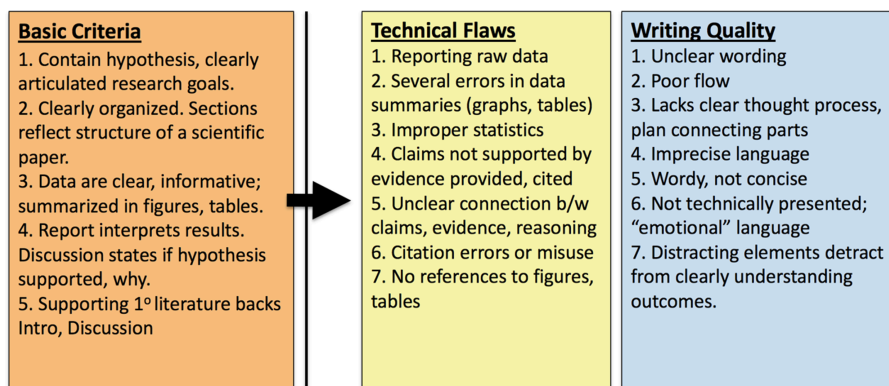 Basic Criteria
1. Contain hypothesis, clearly
articulated research goals.
2. Clearly organized. Sections
reflect structure of a scientific
paper.
3. Data are clear, informative;
summarized in figures, tables.
4. Report interprets results.
Discussion states if hypothesis
supported, why.
5. Supporting 1º literature backs
Intro, Discussion
Technical Flaws
1. Reporting raw data
2. Several errors in data
summaries (graphs, tables)
3. Improper statistics
4. Claims not supported by
evidence provided, cited
5. Unclear connection b/w
claims, evidence, reasoning
6. Citation errors or misuse
7. No references to figures,
tables
Writing Quality
1. Unclear wording
2. Poor flow
3. Lacks clear thought process,
plan connecting parts
4. Imprecise language
5. Wordy, not concise
6. Not technically presented;
“emotional” language
7. Distracting elements detract
from clearly understanding
outcomes.